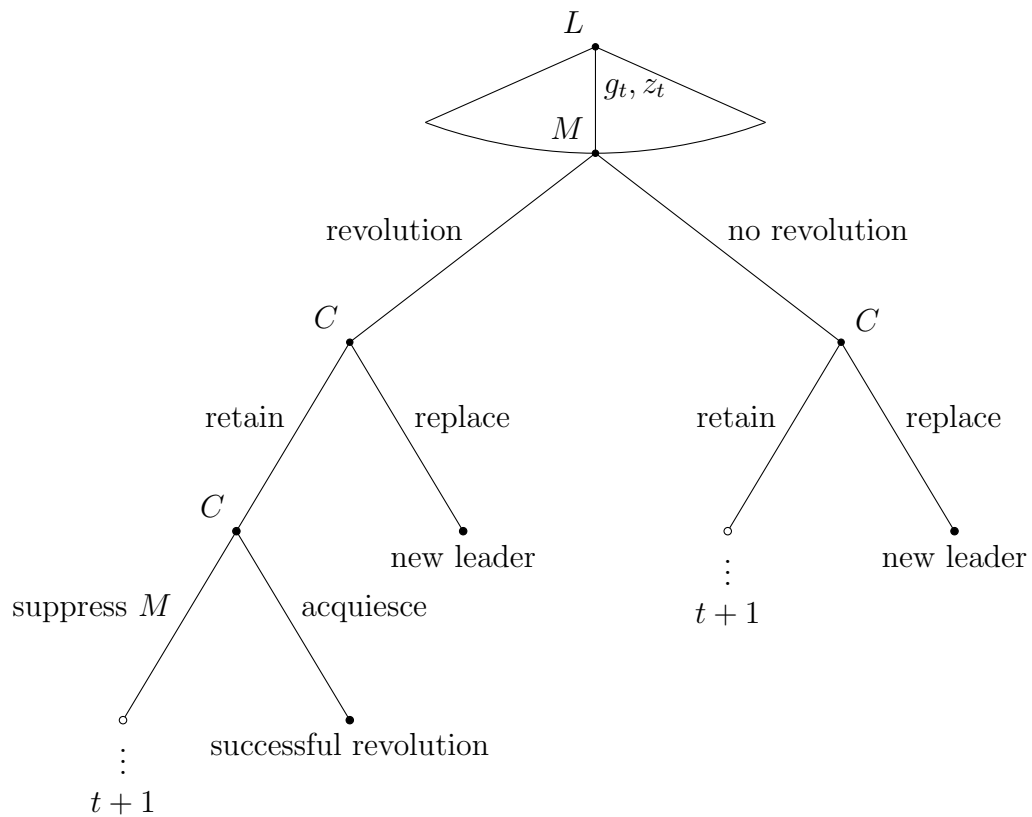 L
g_t, z_t
M
revolution
no revolution
C
C
retain
replace
retain
replace
C
new leader
new leader
suppress M
acquiesce
⋮
t + 1
successful revolution
⋮
t + 1